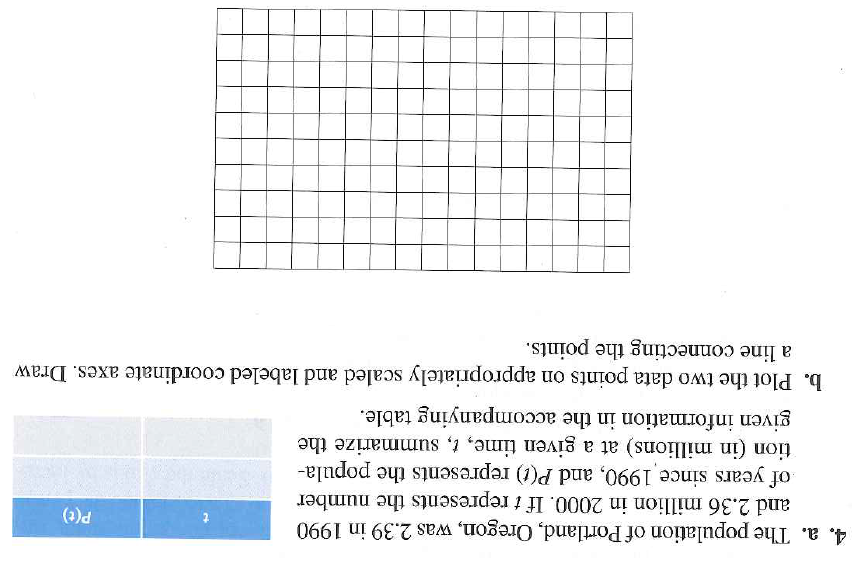 4. a. The population of Portland, Oregon, was 2.39 in 1990
and 2.36 million in 2000. If t represents the number
of years since 1990, and P(t) represents the popula-
tion (in millions) at a given time, t, summarize the
given information in the accompanying table.
t P(t)
b. Plot the two data points on appropriately scaled and labeled coordinate axes. Draw
a line connecting the points.